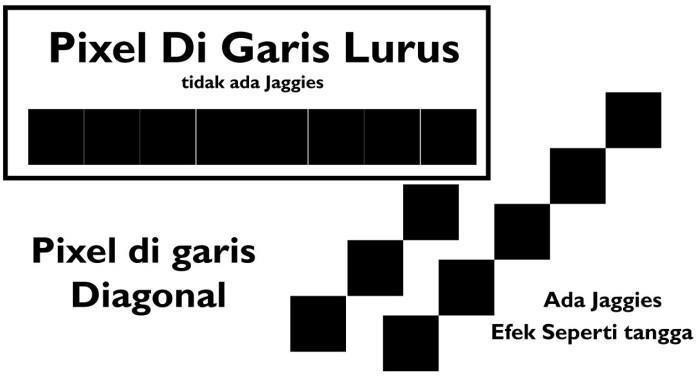 Pixel Di Garis Lurus
tidak ada Jaggies
Pixel di garis
Diagonal
Ada Jaggies
Efek Seperti tangga